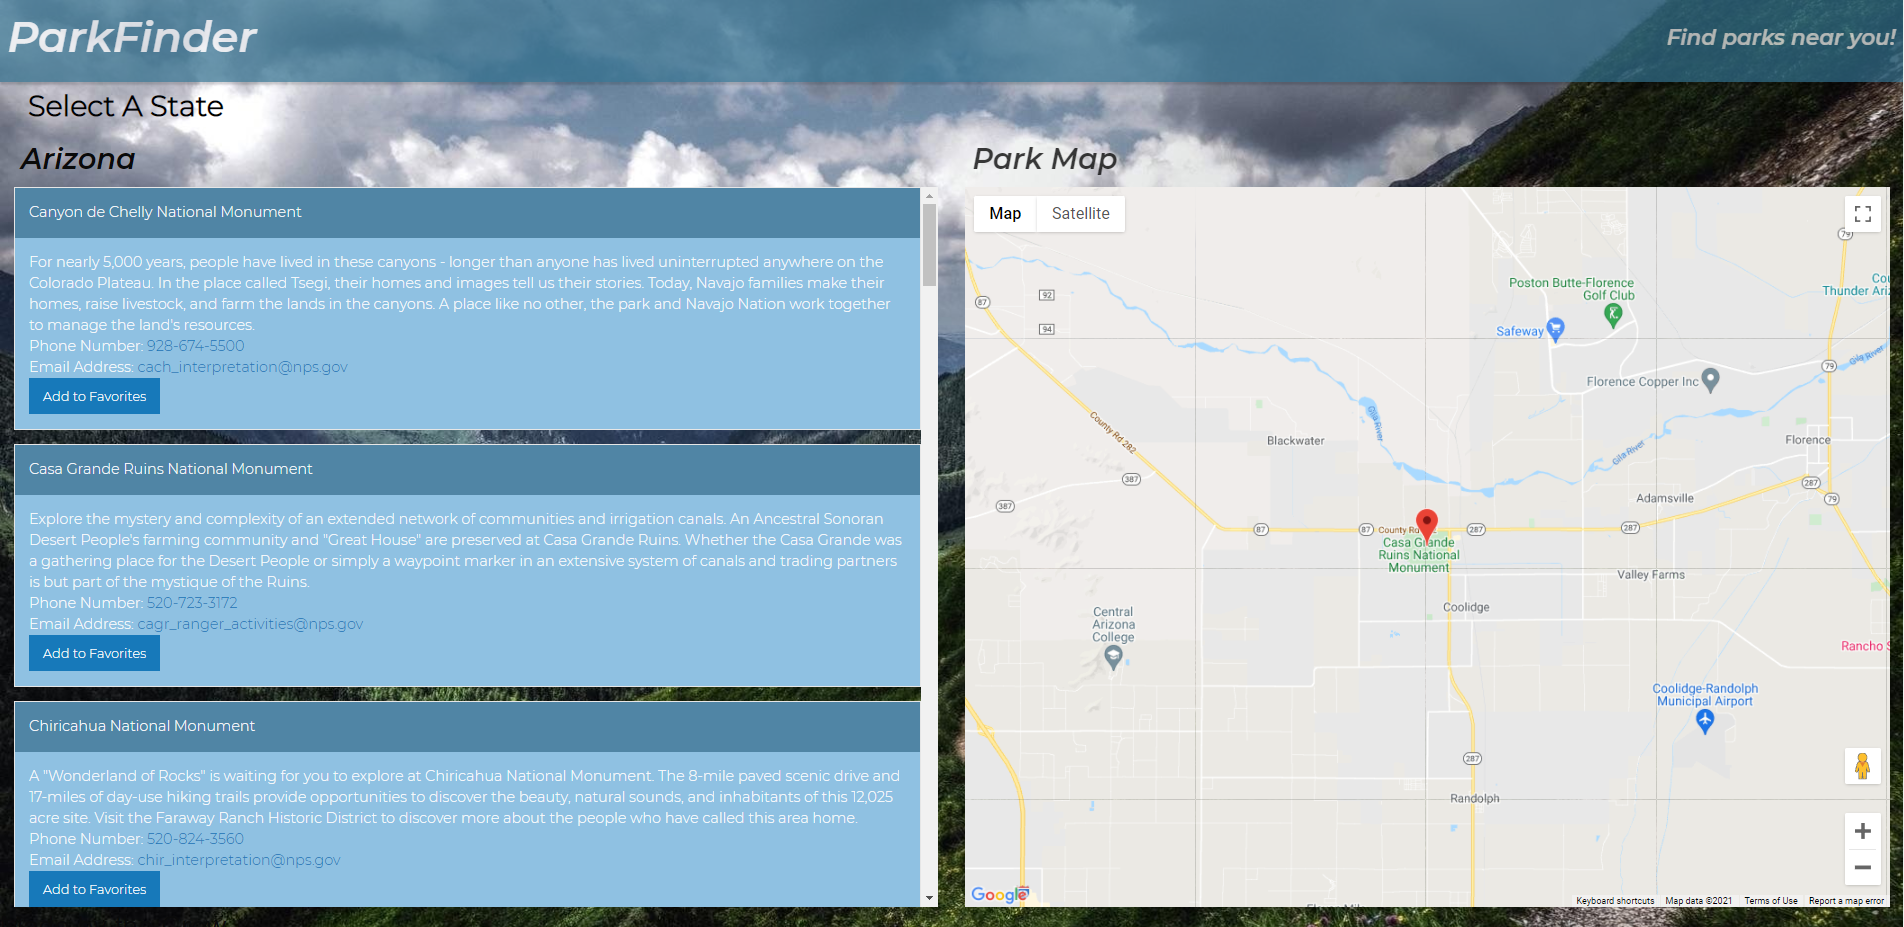 ParkFinder
Find parks near you!
Select A State
Arizona
Canyon de Chelly National Monument
For nearly 5,000 years, people have lived in these canyons - longer than anyone has lived uninterrupted anywhere on the
Colorado Plateau. In the place called Tsegi, their homes and images tell us their stories. Today, Navajo families make their
homes, raise livestock, and farm the lands in the canyons. A place like no other, the park and Navajo Nation work together
to manage the land's resources.
Phone Number: 928-674-5500
Email Address: cach_interpretation@nps.gov
Add to Favorites
Casa Grande Ruins National Monument
Explore the mystery and complexity of an extended network of communities and irrigation canals. An Ancestral Sonoran
Desert People's farming community and "Great House" are preserved at Casa Grande Ruins. Whether the Casa Grande was
a gathering place for the Desert People or simply a waypoint marker in an extensive system of canals and trading partners
is but part of the mystique of the Ruins.
Phone Number: 520-723-3172
Email Address: cagr_ranger_activities@nps.gov
Add to Favorites
Chiricahua National Monument
A "Wonderland of Rocks" is waiting for you to explore at Chiricahua National Monument. The 8-mile paved scenic drive and
17-miles of day-use hiking trails provide opportunities to discover the beauty, natural sounds, and inhabitants of this 12,025
acre site. Visit the Faraway Ranch Historic District to discover more about the people who have called this area home.
Phone Number: 520-824-3560
Email Address: chir_interpretation@nps.gov
Add to Favorites
Park Map
Map
Satellite
79
Poston Butte-Florence
Golf Club
Thunder
87
92
94
Safeway
Gila River
79
Florence Copper Inc
County Rd 282
Gila River
Blackwater
Florence
Gila River
387
287
387
Adamsville
79
87
87
County Rd
287
287
87
Casa Grande
Ruins National
Monument
Valley Farms
Coolidge
Central
Arizona
College
Rancho
Coolidge-Randolph
Municipal Airport
287
Randolph
Google
Keyboard shortcuts
Map data ©2021
Terms of Use
Report a map error